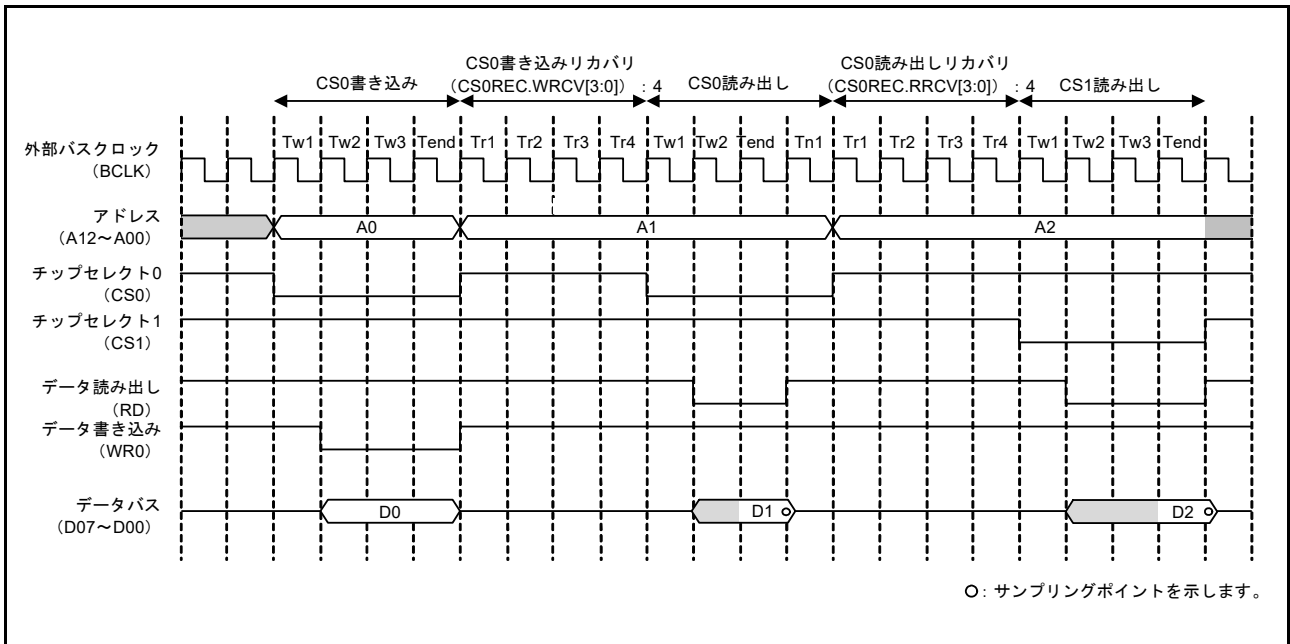 CS0書き込み
CS0書き込みリカバリ
（CS0REC.WRCV[3:0]）：4
CS0読み出し
CS0読み出しリカバリ
（CS0REC.RRCV[3:0]）：4
CS1読み出し
外部バスクロック
（BCLK）
Tw1 Tw2 Tw3 Tend Tr1 Tr2 Tr3 Tr4 Tw1 Tw2 Tend Tn1 Tr1 Tr2 Tr3 Tr4 Tw1 Tw2 Tw3 Tend
アドレス
（A12～A00）
A0 A1 A2
チップセレクト0
（CS0）
チップセレクト1
（CS1）
データ読み出し
（RD）
データ書き込み
（WR0）
データバス
（D07～D00）
D0 D1 D2
○：サンプリングポイントを示します。